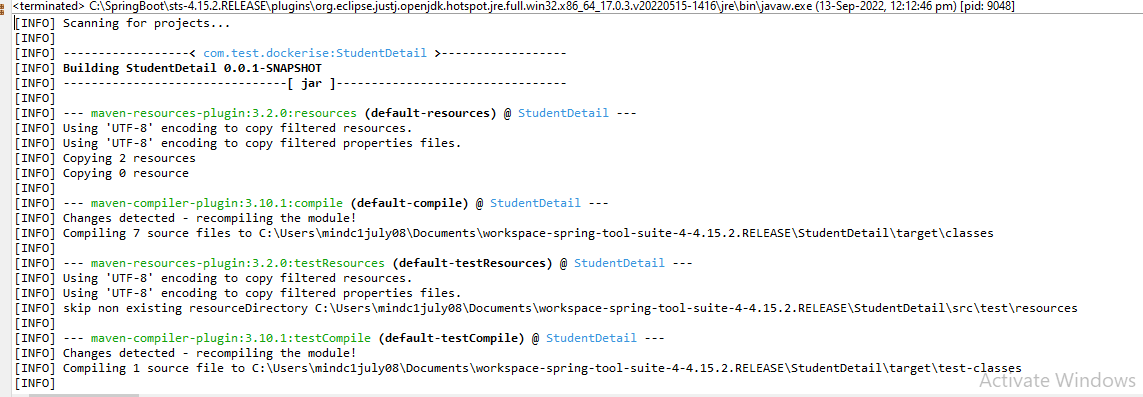 <terminated> C:\SpringBoot\sts-4.15.2.RELEASE\plugins\org.eclipse.justj.openjdk.hotspot.jre.full.win32.x86_64_17.0.3.v20220515-1416\jre\bin\javaw.exe (13-Sep-2022, 12:12:46 pm) [pid: 9048]
[INFO] Scanning for projects...
[INFO]
[INFO] ------------------< com.test.dockerise:StudentDetail >------------------
[INFO] Building StudentDetail 0.0.1-SNAPSHOT
[INFO] --------------------------------[ jar ]---------------------------------
[INFO]
[INFO] --- maven-resources-plugin:3.2.0:resources (default-resources) @ StudentDetail ---
[INFO] Using 'UTF-8' encoding to copy filtered resources.
[INFO] Using 'UTF-8' encoding to copy filtered properties files.
[INFO] Copying 2 resources
[INFO] Copying 0 resource
[INFO]
[INFO] --- maven-compiler-plugin:3.10.1:compile (default-compile) @ StudentDetail ---
[INFO] Changes detected - recompiling the module!
[INFO] Compiling 7 source files to C:\Users\mindc1july08\Documents\workspace-spring-tool-suite-4-4.15.2.RELEASE\StudentDetail\target\classes
[INFO]
[INFO] --- maven-resources-plugin:3.2.0:testResources (default-testResources) @ StudentDetail ---
[INFO] Using 'UTF-8' encoding to copy filtered resources.
[INFO] Using 'UTF-8' encoding to copy filtered properties files.
[INFO] skip non existing resourceDirectory C:\Users\mindc1july08\Documents\workspace-spring-tool-suite-4-4.15.2.RELEASE\StudentDetail\src\test\resources
[INFO]
[INFO] --- maven-compiler-plugin:3.10.1:testCompile (default-testCompile) @ StudentDetail ---
[INFO] Changes detected - recompiling the module!
[INFO] Compiling 1 source file to C:\Users\mindc1july08\Documents\workspace-spring-tool-suite-4-4.15.2.RELEASE\StudentDetail\target\test-classes
[INFO]
Activate Windows